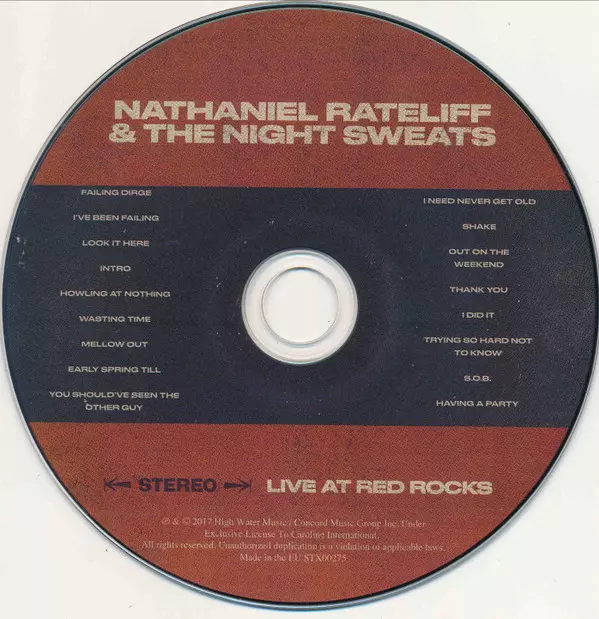 NATHANIEL RATELIFF
& THE NIGHT SWEATS
FAILING DIRGE
I'VE BEEN FAILING
LOOK IT HERE
INTRO
HOWLING AT NOTHING
WASTING TIME
MELLOW OUT
EARLY SPRING TILL
YOU SHOULD'VE SEEN THE
OTHER GUY
I NEED NEVER GET OLD
SHAKE
OUT ON THE
WEEKEND
THANK YOU
I DID IT
TRYING SO HARD NOT
TO KNOW
S.O.B.
HAVING A PARTY
STEREO LIVE AT RED ROCKS
℗ & © 2017 High Water Music / Concord Music Group Inc. Under
Exclusive License To Caroline International.
All rights reserved. Unauthorized duplication is a violation of applicable laws.
Made in the EU STX00275